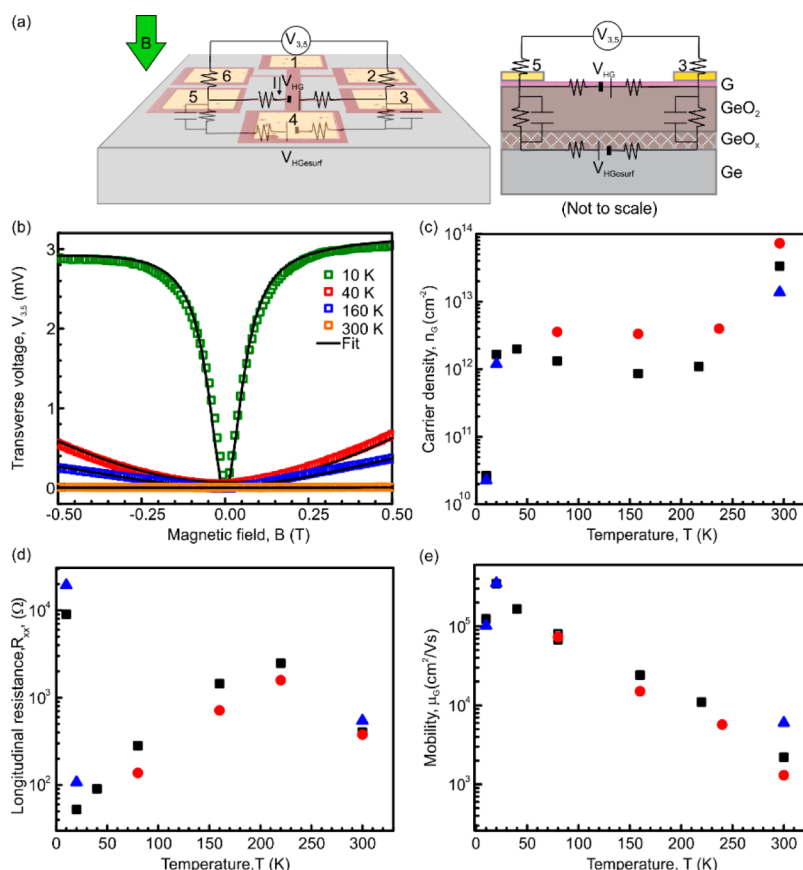 (a)
B
V3,5
1
6
2
VHG
5
3
4
VHGesurf
V3,5
5
3
VHG
G
GeO2
GeOx
VHGesurf
Ge
(Not to scale)
(b)
Transverse voltage, V3,5 (mV)
3
2
1
0
10 K
40 K
160 K
300 K
Fit
-0.50
-0.25
0.00
0.25
0.50
Magnetic field, B (T)
(c)
Carrier density, nG(cm-2)
10^14
10^13
10^12
10^11
10^10
0
50
100
150
200
250
300
Temperature, T (K)
(d)
Longitudinal resistance,Rxx, (Ω)
10^4
10^3
10^2
0
50
100
150
200
250
300
Temperature,T (K)
(e)
Mobility, μG(cm2/Vs)
10^5
10^4
10^3
0
50
100
150
200
250
300
Temperature, T (K)